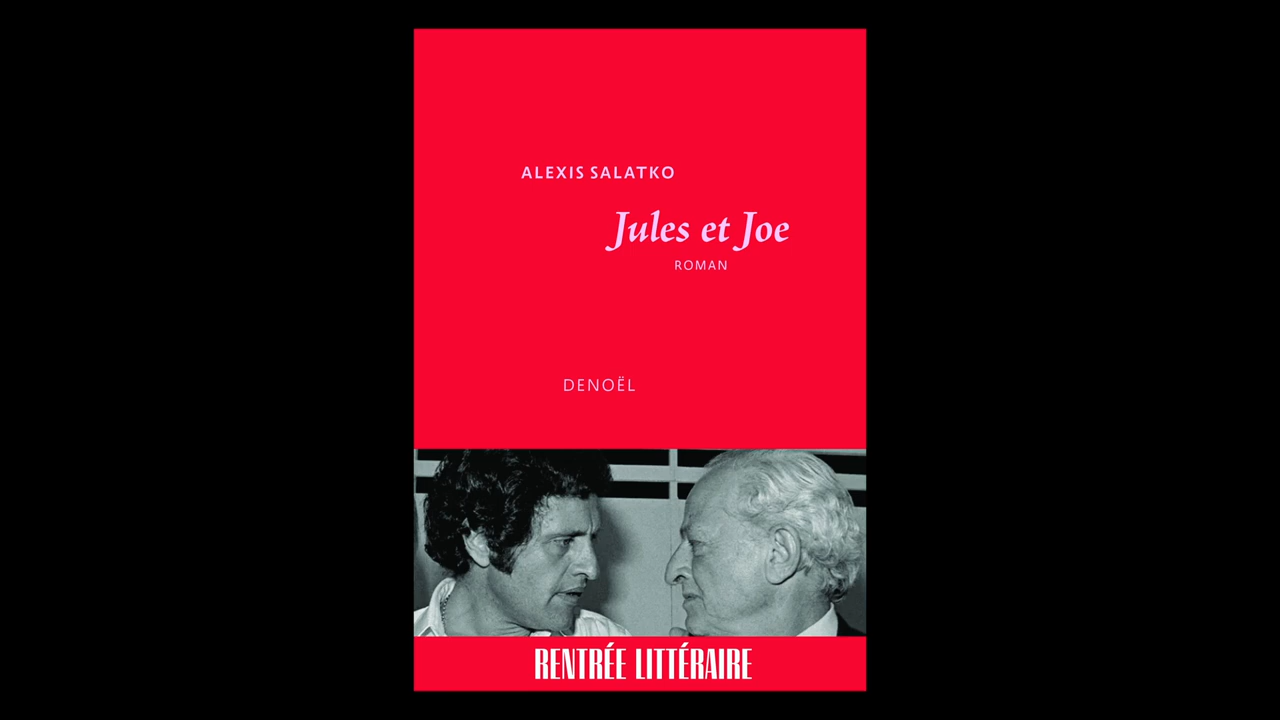 ALEXIS SALATKO
Jules et Joe
ROMAN
DENOËL
RENTRÉE LITTÉRAIRE